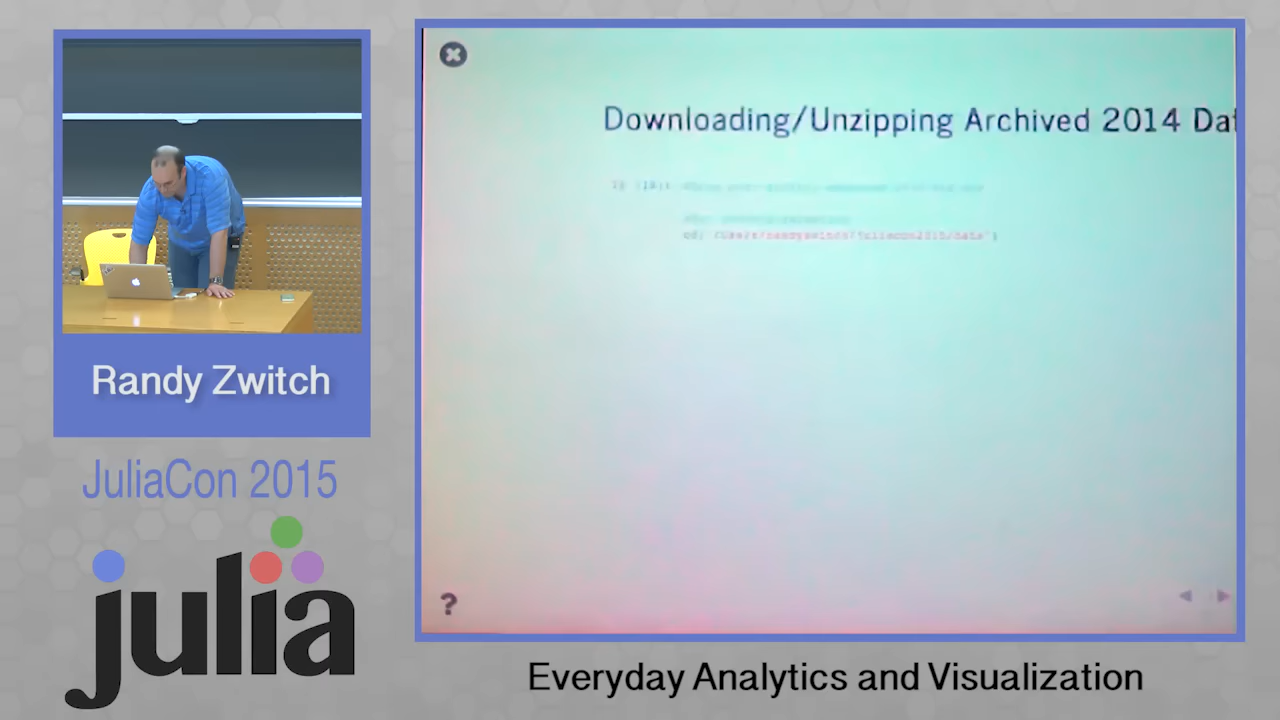 Randy Zwitch
JuliaCon 2015
julia
Downloading/Unzipping Archived 2014 Dat
?
Everyday Analytics and Visualization